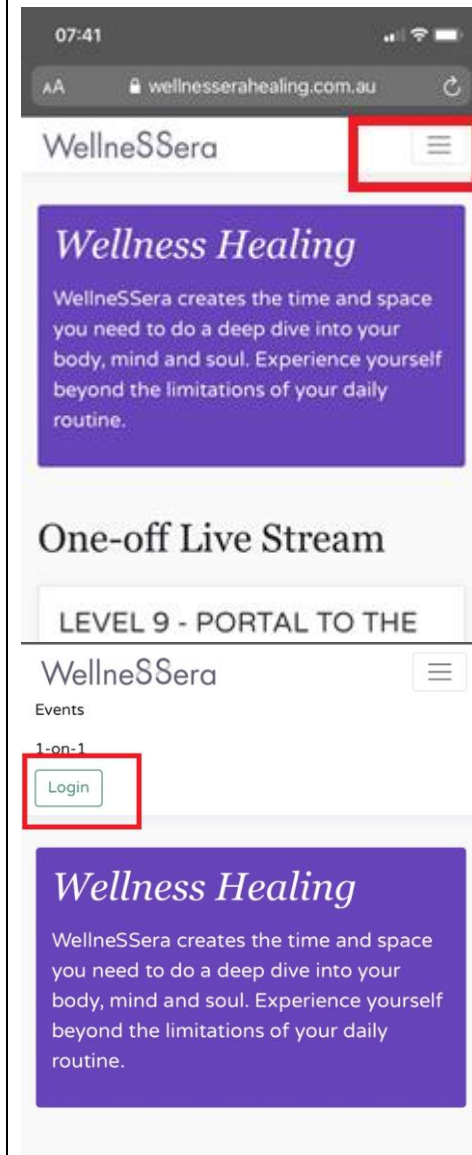 07:41
AA wellnesserahealing.com.au
WellneSSera
Wellness Healing
WellneSSera creates the time and space
you need to do a deep dive into your
body, mind and soul. Experience yourself
beyond the limitations of your daily
routine.
One-off Live Stream
LEVEL 9 - PORTAL TO THE
WellneSSera
Events
1-on-1
Login
Wellness Healing
WellneSSera creates the time and space
you need to do a deep dive into your
body, mind and soul. Experience yourself
beyond the limitations of your daily
routine.